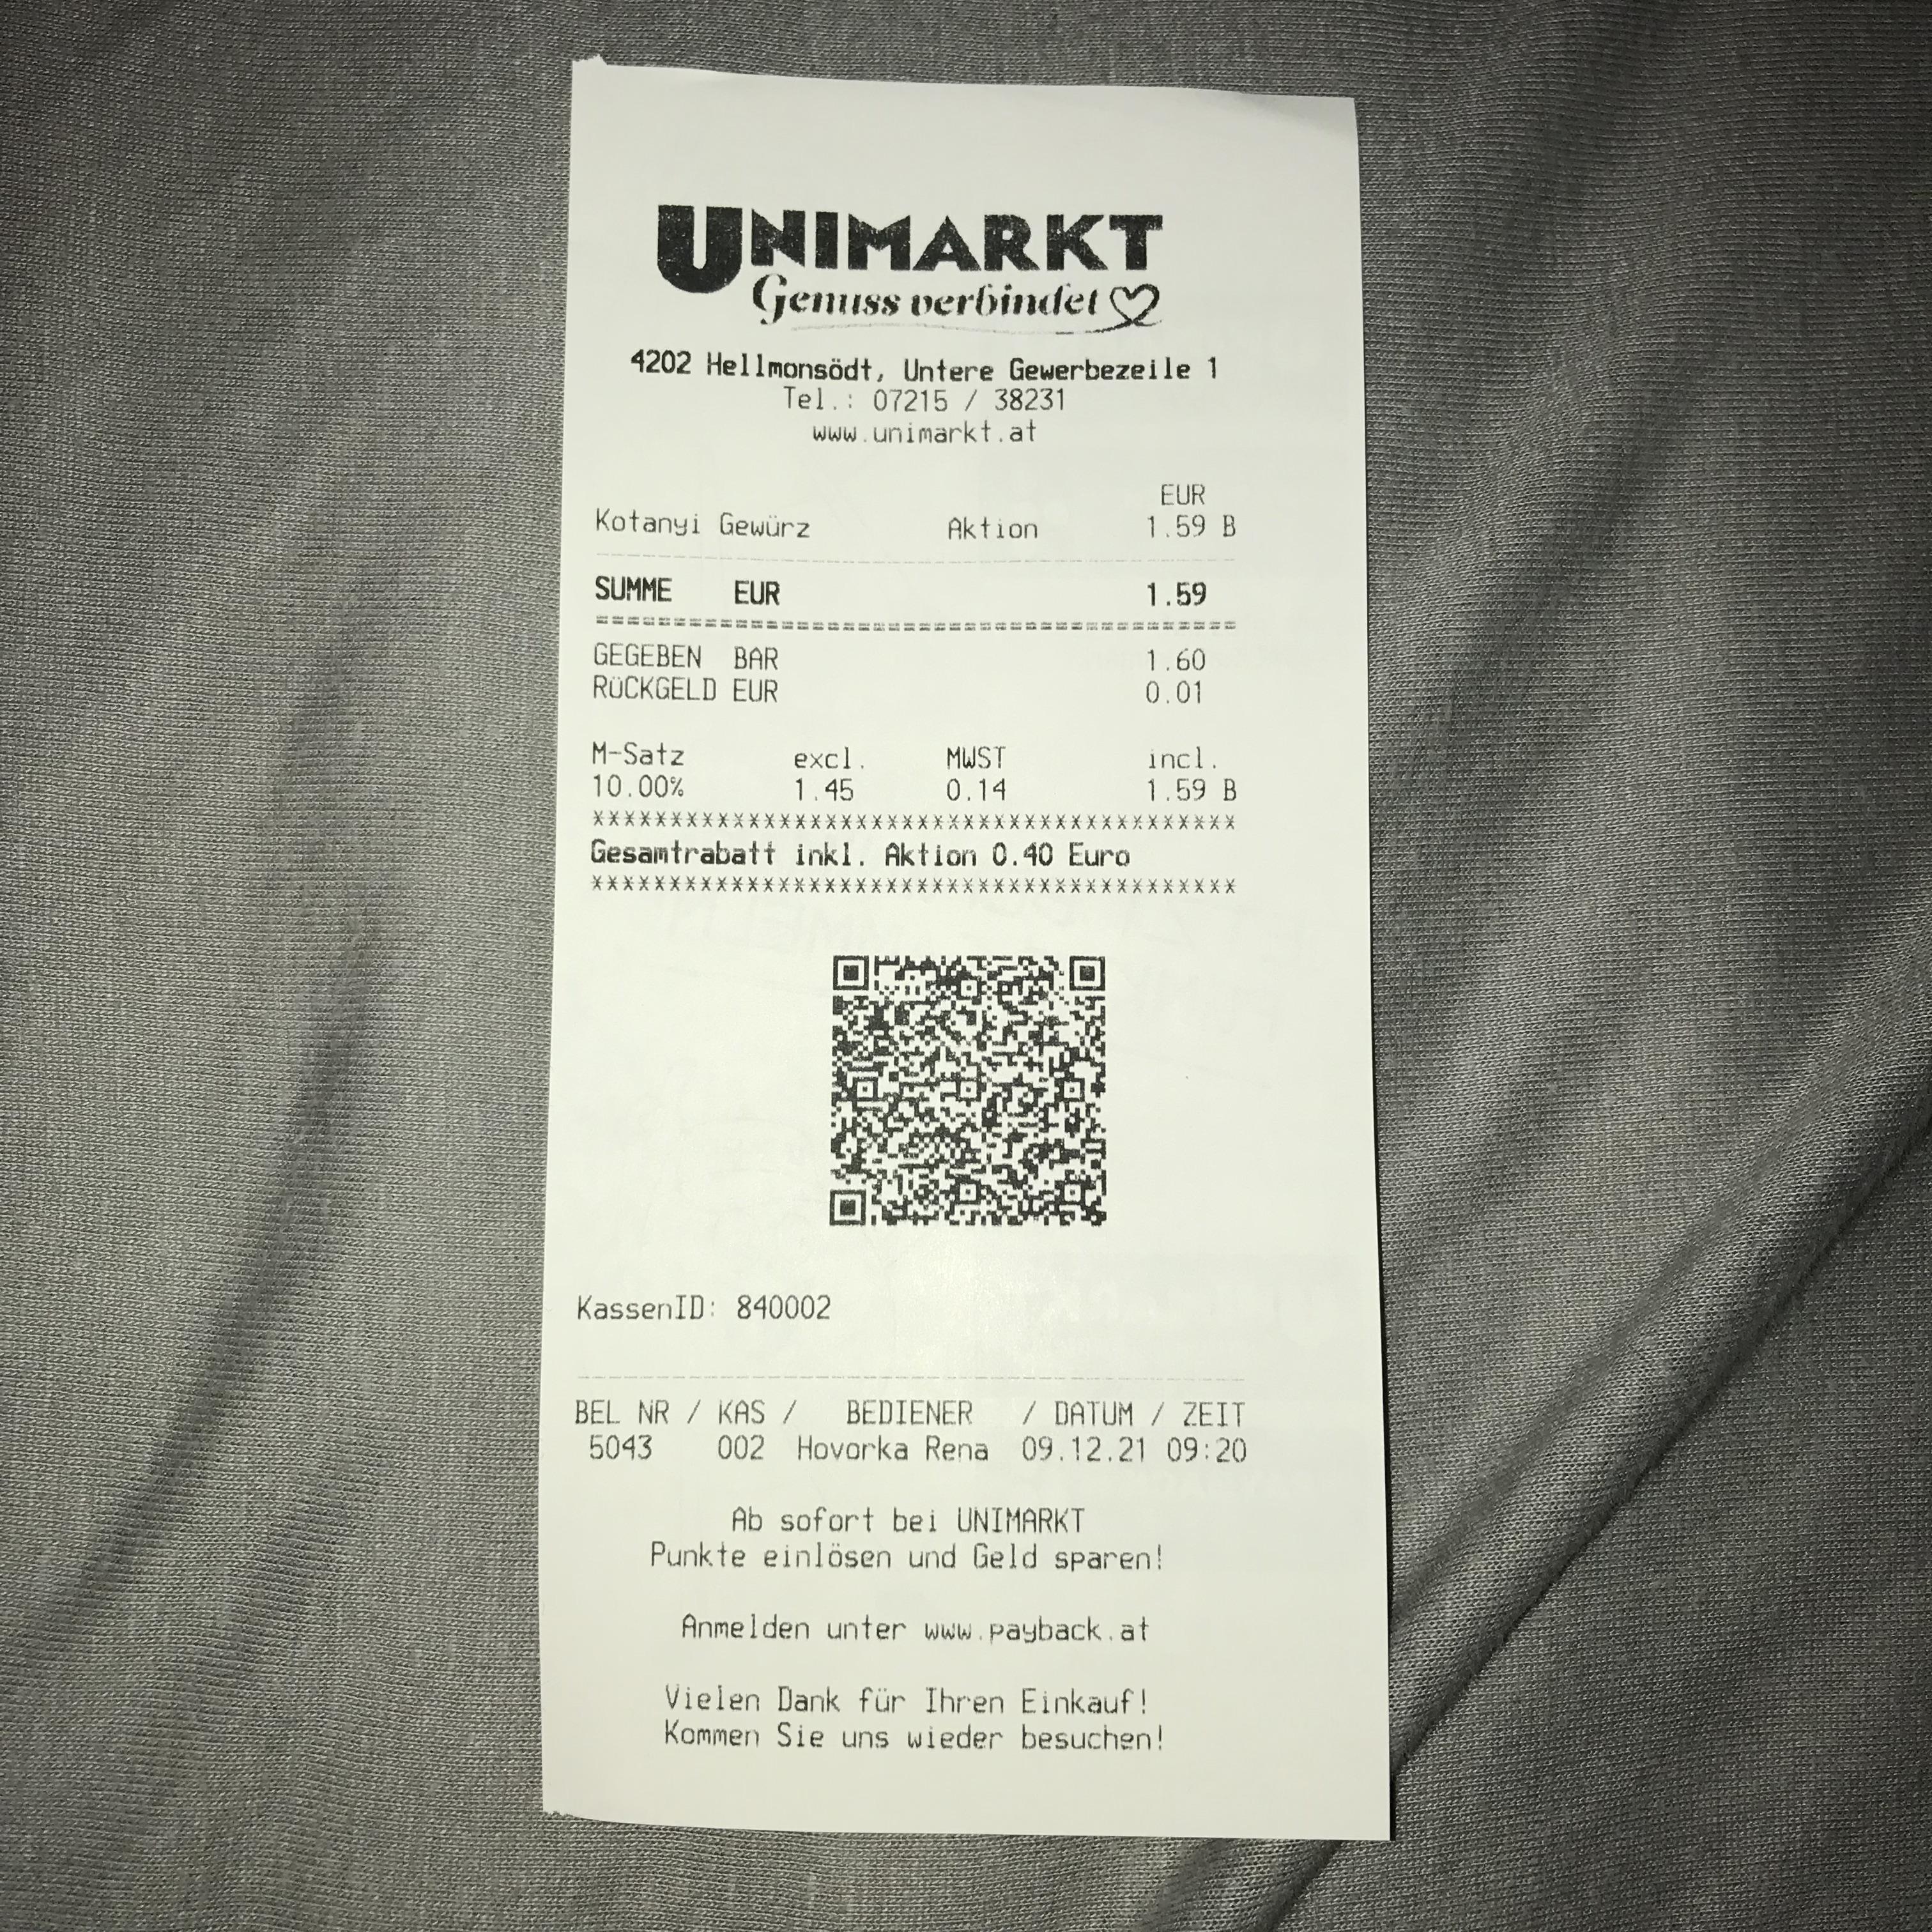 UNIMARKT
Genuss verbindet
4202 Hellmonsödt, Untere Gewerbezeile 1
Tel.: 07215 / 38231
www.unimarkt.at
EUR
Kotanyi Gewürz Aktion 1.59 B
SUMME EUR 1.59
GEGEBEN BAR 1.60
RÜCKGELD EUR 0.01
M-Satz excl. MWST incl.
10.00% 1.45 0.14 1.59 B
******************************************
Gesamtrabatt inkl. Aktion 0.40 Euro
******************************************
KassenID: 840002
BEL NR / KAS / BEDIENER / DATUM / ZEIT
5043 002 Hovorka Rena 09.12.21 09:20
Ab sofort bei UNIMARKT
Punkte einlösen und Geld sparen!
Anmelden unter www.payback.at
Vielen Dank für Ihren Einkauf!
Kommen Sie uns wieder besuchen!